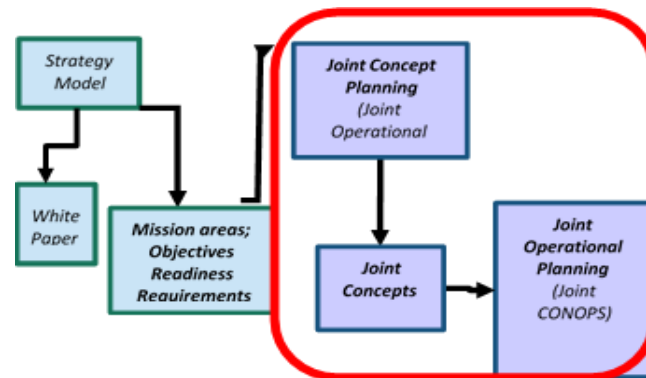 Strategy
Model
White
Paper
Mission areas;
Objectives
Readiness
Requirements
Joint Concept
Planning
(Joint
Operational
Joint
Concepts
Joint
Operational
Planning
(Joint
CONOPS)